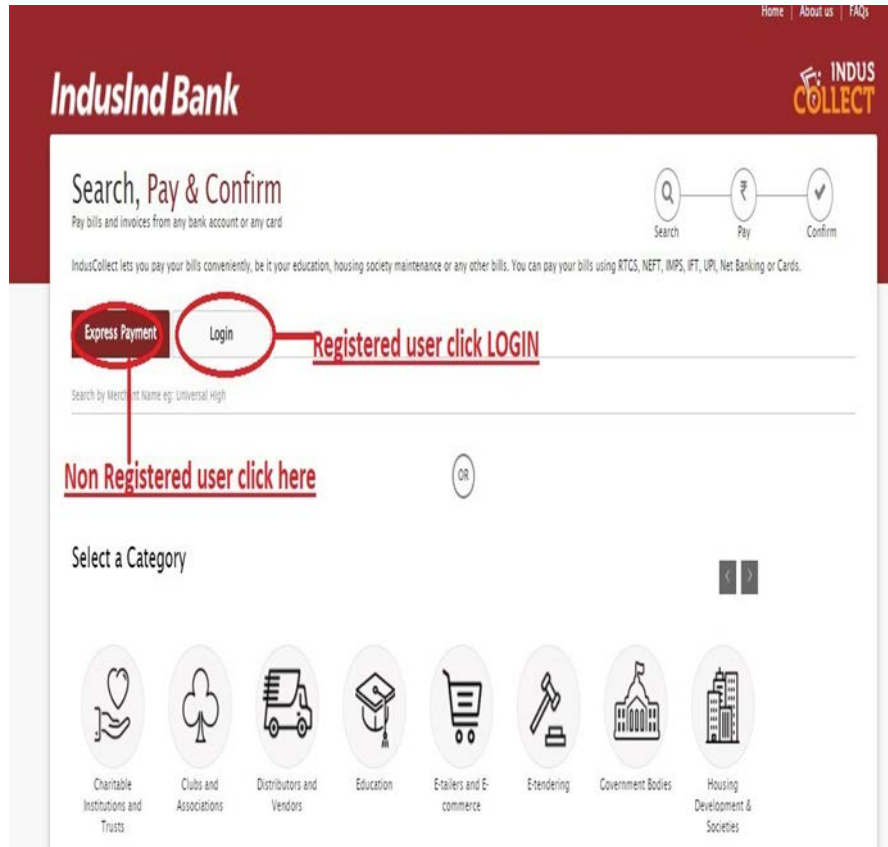 Home | About us | FAQs
IndusInd Bank
INDUS
COLLECT
Search, Pay & Confirm
Pay bills and invoices from any bank account or any card
Search
Pay
Confirm
IndusCollect lets you pay your bills conveniently, be it your education, housing society maintenance or any other bills. You can pay your bills using RTGS, NEFT, IMPS, IFT, UPI, Net Banking or Cards.
Express Payment
Login
Registered user click LOGIN
Search by Merchant Name eg: Universal High
Non Registered user click here
OR
Select a Category
< >
Charitable
Institutions and
Trusts
Clubs and
Associations
Distributors and
Vendors
Education
E-tailers and E-
commerce
E-tendering
Government Bodies
Housing
Development &
Societies